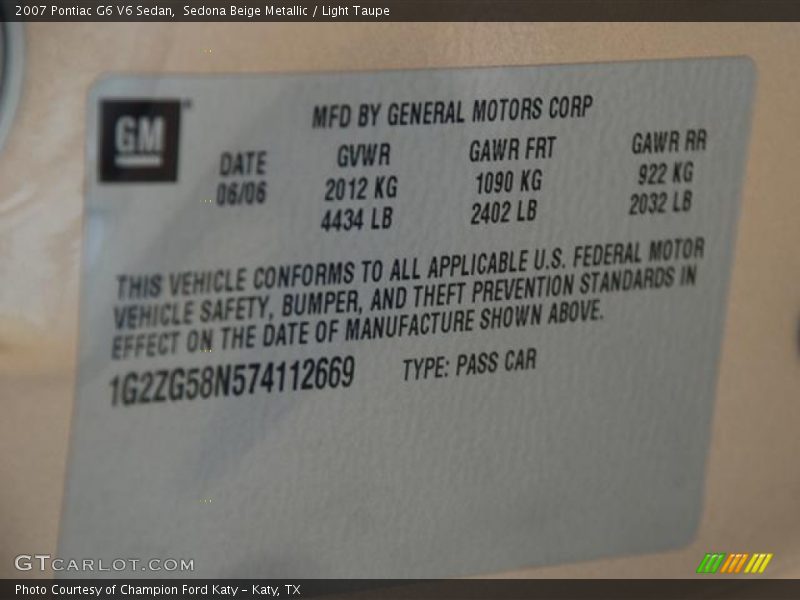 2007 Pontiac G6 V6 Sedan, Sedona Beige Metallic / Light Taupe
GM
MFD BY GENERAL MOTORS CORP
DATE GVWR GAWR FRT GAWR RR
06/06 2012 KG 1090 KG 922 KG
4434 LB 2402 LB 2032 LB
THIS VEHICLE CONFORMS TO ALL APPLICABLE U.S. FEDERAL MOTOR
VEHICLE SAFETY, BUMPER, AND THEFT PREVENTION STANDARDS IN
EFFECT ON THE DATE OF MANUFACTURE SHOWN ABOVE.
1G2ZG58N574112669 TYPE: PASS CAR
GTCARLOT.COM
Photo Courtesy of Champion Ford Katy - Katy, TX